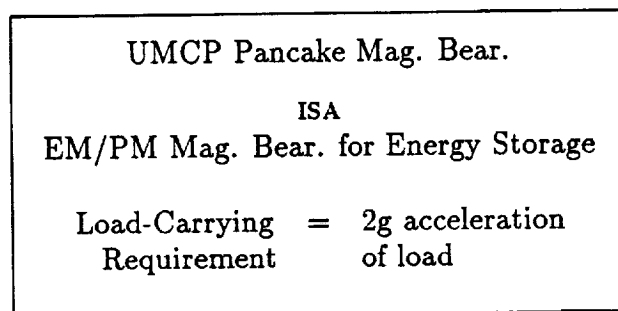 UMCP Pancake Mag. Bear.
ISA
EM/PM Mag. Bear. for Energy Storage
Load-Carrying = 2g acceleration
Requirement of load